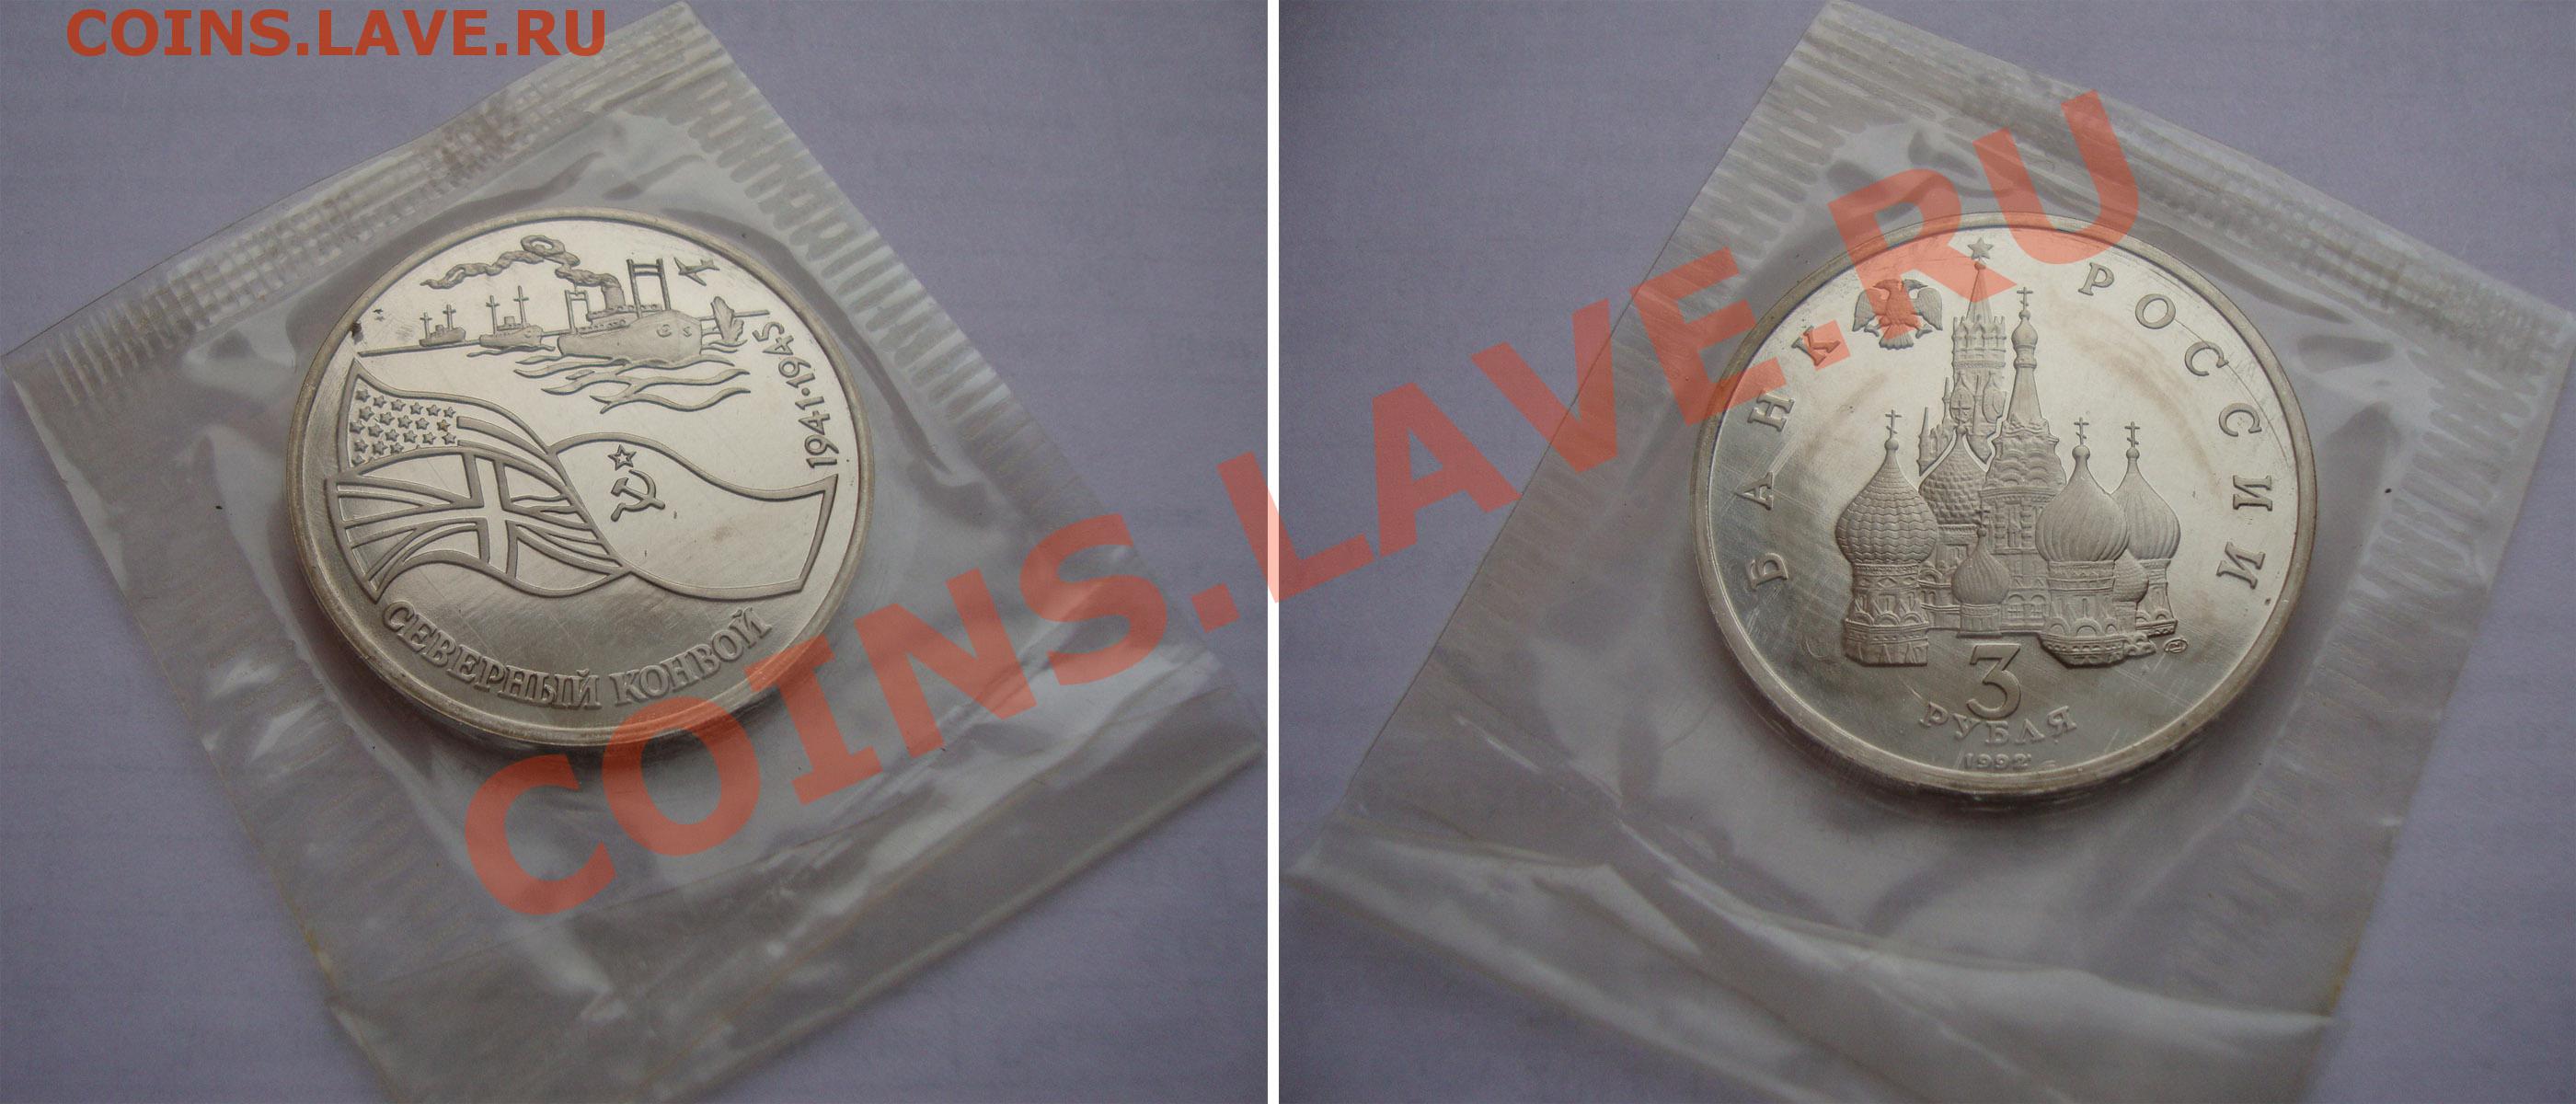 COINS.LAVE.RU
1941·1945
СЕВЕРНЫЙ КОНВОЙ
БАНК РОССИИ
3
РУБЛЯ
1992
COINS.LAVE.RU